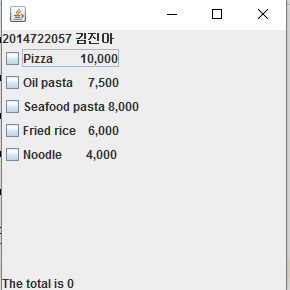 2014722057 김진아
Pizza 10,000
Oil pasta 7,500
Seafood pasta 8,000
Fried rice 6,000
Noodle 4,000
The total is 0